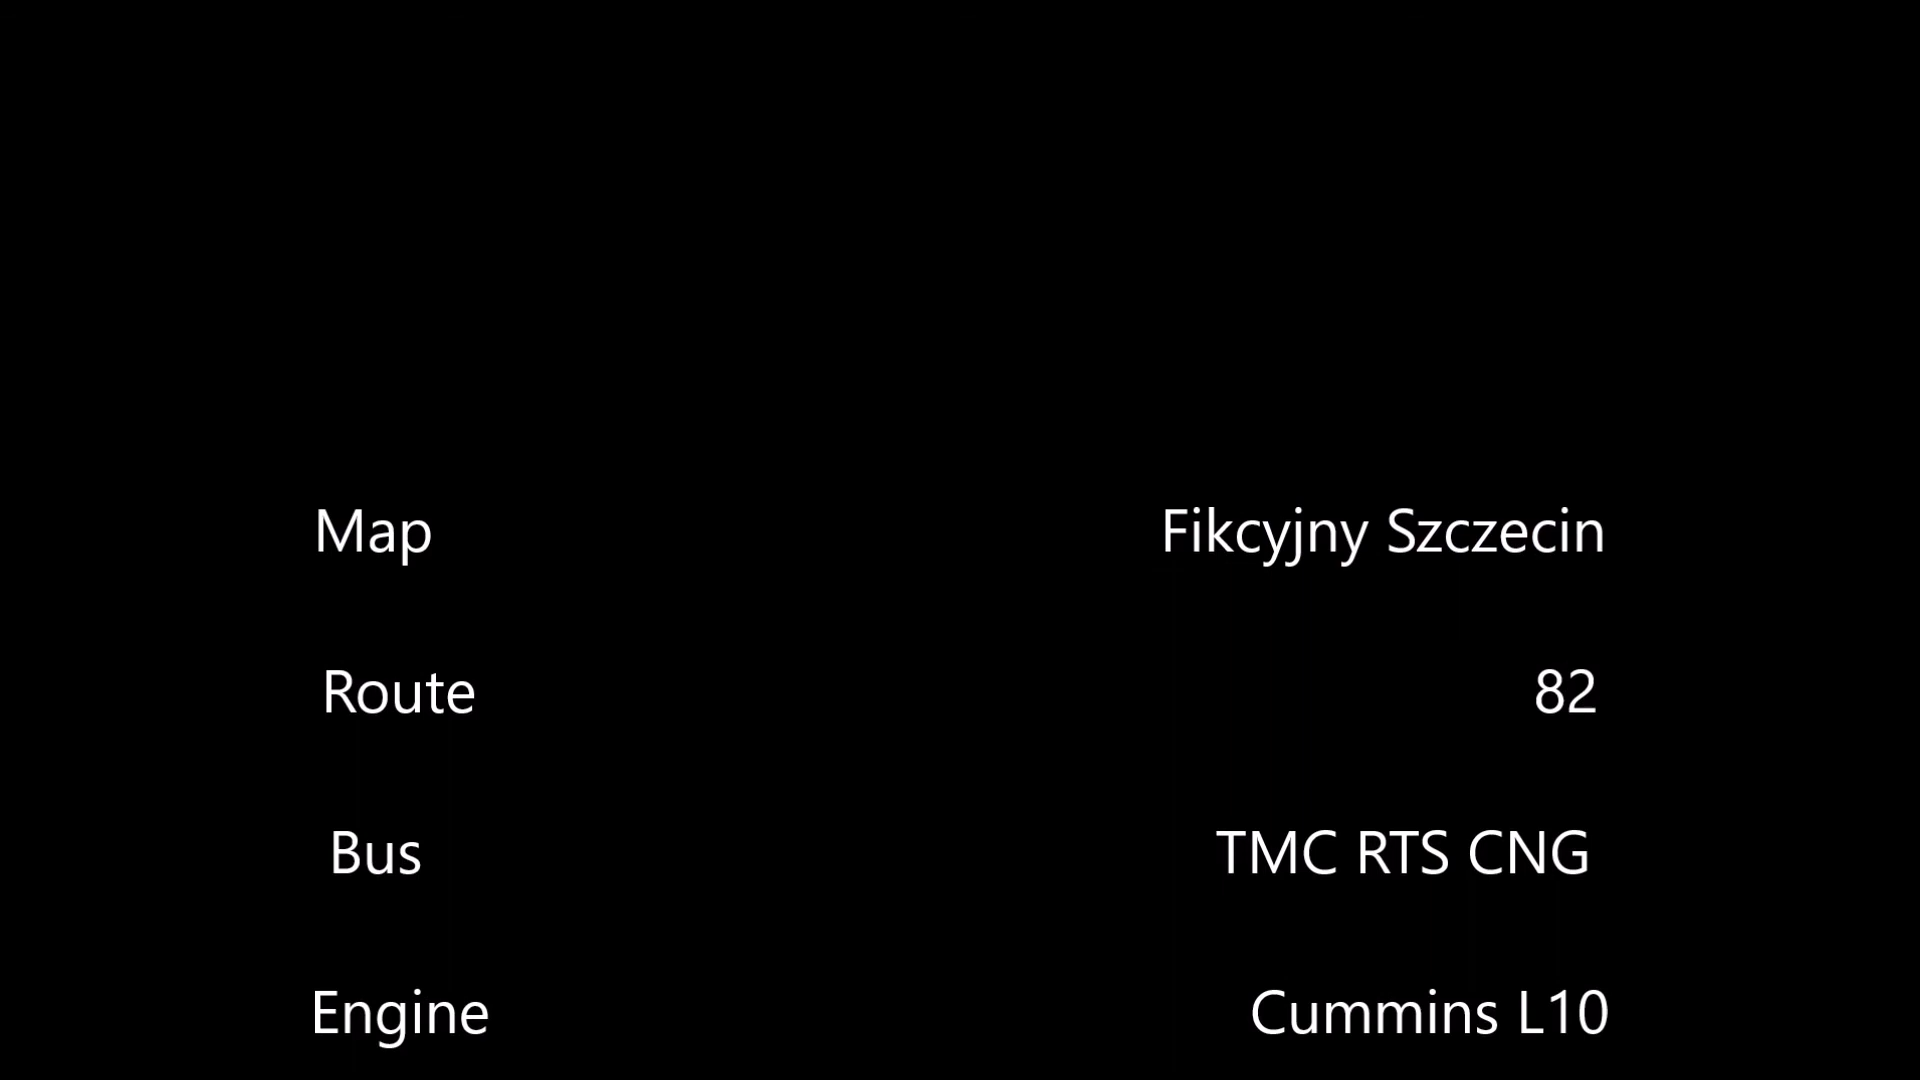 Map Fikcyjny Szczecin
Route 82
Bus TMC RTS CNG
Engine Cummins L10